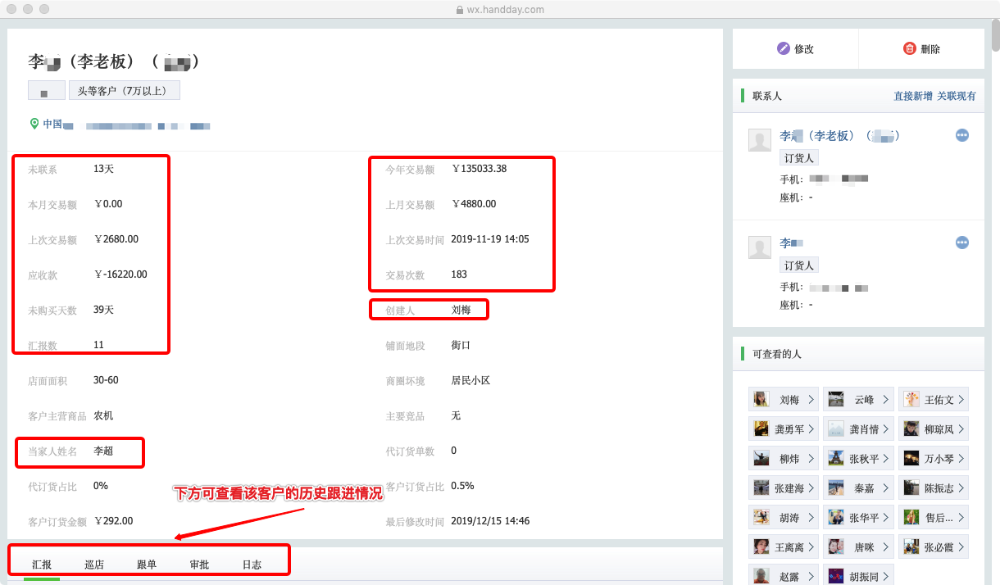 wx.handday.com
李 （李老板）（ ）
头等客户（7万以上）
中国
未联系 13天
今年交易额 ￥135033.38
本月交易额 ￥0.00
上月交易额 ￥4880.00
上次交易额 ￥2680.00
上次交易时间 2019-11-19 14:05
应收款 ￥-16220.00
交易次数 183
未购买天数 39天
创建人 刘梅
汇报数 11
铺面地段 街口
店面面积 30-60
商圈坏境 居民小区
客户主营商品 农机
主要竞品 无
当家人姓名 李超
代订货单数 0
代订货占比 0%
客户订货占比 0.5%
客户订货金额 ￥292.00
最后修改时间 2019/12/15 14:46
下方可查看该客户的历史跟进情况
汇报 巡店 跟单 审批 日志
修改 删除
联系人 直接新增 关联现有
李 （李老板）（ ）
订货人
手机：
座机： -
李
订货人
手机：
座机： -
可查看的人
刘梅 云峰 王佑文
龚勇军 龚肖情 柳琼凤
柳炜 张秋平 万小琴
张建海 秦嘉 陈振志
胡涛 张华平 售后...
王离离 唐咪 张必霞
赵露 胡振同